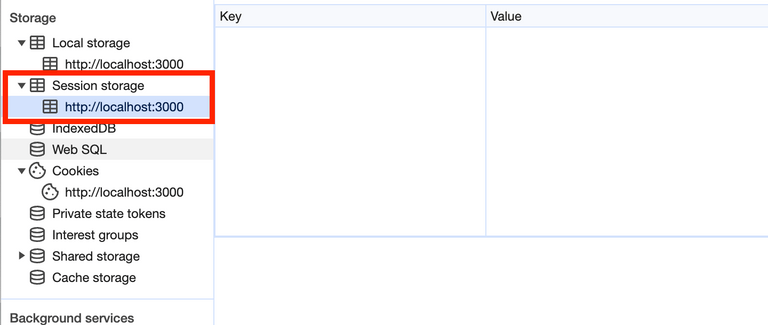 Storage
Local storage
http://localhost:3000
Session storage
http://localhost:3000
IndexedDB
Web SQL
Cookies
http://localhost:3000
Private state tokens
Interest groups
Shared storage
Cache storage
Background services
Key Value